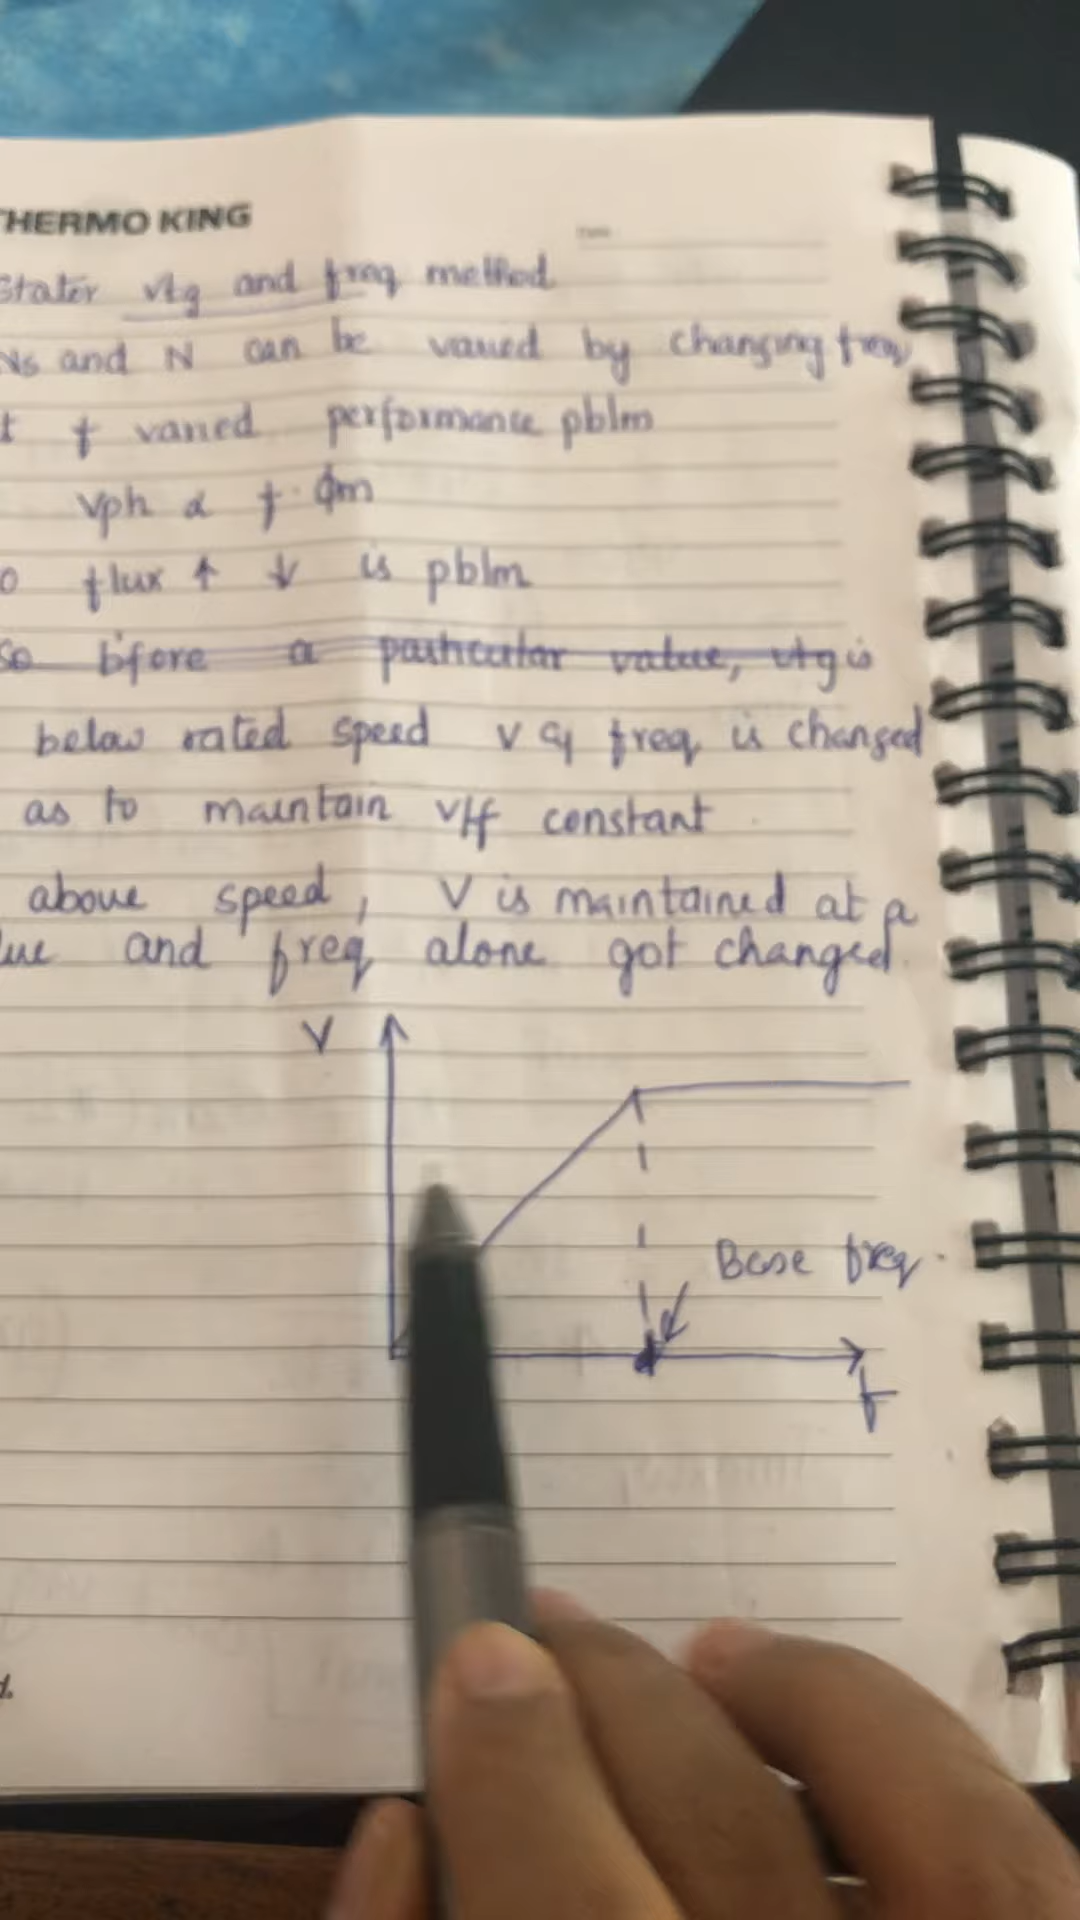 THERMO KING
Stater vtg and freq method
Ns and N can be varied by changing freq
f varied performance pblm
Vph α f. ϕm
flux ↑ ↓ is pblm
So bfore a particular value, vtg is
below rated speed V & freq is changed
as to maintain V/f constant
above speed, V is maintained at a
and freq alone got changed.
V
Base freq.
f